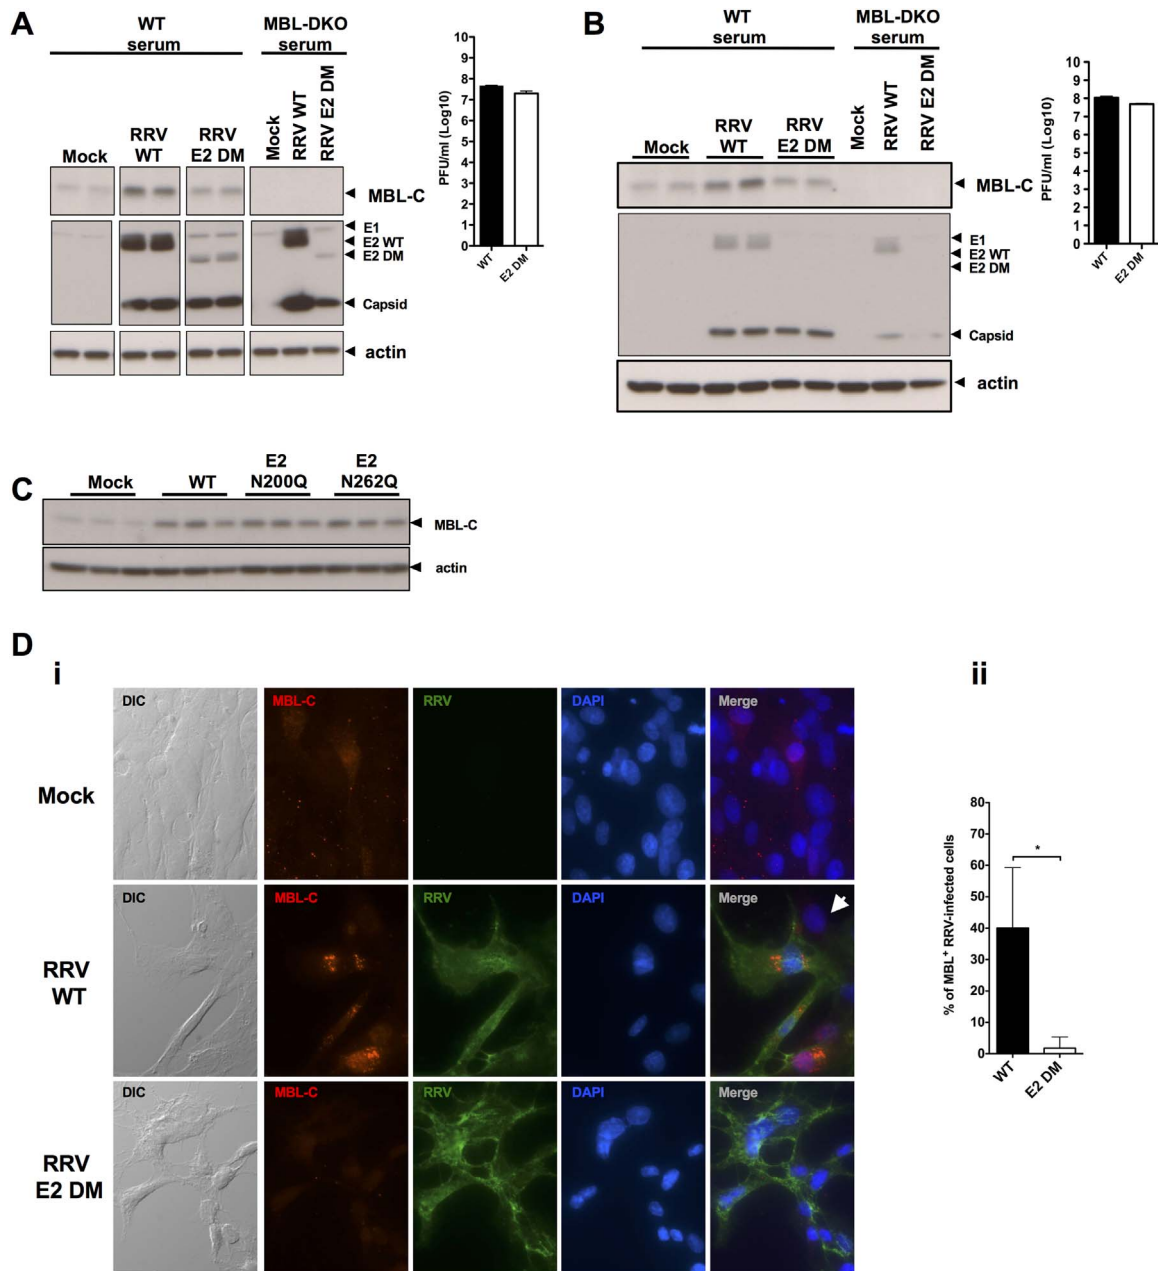 A
WT
serum
MBL-DKO
serum
Mock
RRV
WT
RRV
E2 DM
Mock
RRV WT
RRV E2 DM
MBL-C
E1
E2 WT
E2 DM
Capsid
actin
PFU/ml (Log10)
10
9
8
7
6
5
4
3
2
1
0
WT
E2 DM
B
WT
serum
MBL-DKO
serum
Mock
RRV
WT
RRV
E2 DM
Mock
RRV WT
RRV E2 DM
MBL-C
E1
E2 WT
E2 DM
Capsid
actin
PFU/ml (Log10)
10
9
8
7
6
5
4
3
2
1
0
WT
E2 DM
C
Mock
WT
E2
N200Q
E2
N262Q
MBL-C
actin
D
i
DIC
MBL-C
RRV
DAPI
Merge
Mock
DIC
MBL-C
RRV
DAPI
Merge
RRV
WT
DIC
MBL-C
RRV
DAPI
Merge
RRV
E2 DM
ii
% of MBL⁺ RRV-infected cells
80
70
60
50
40
30
20
10
0
*
WT
E2 DM